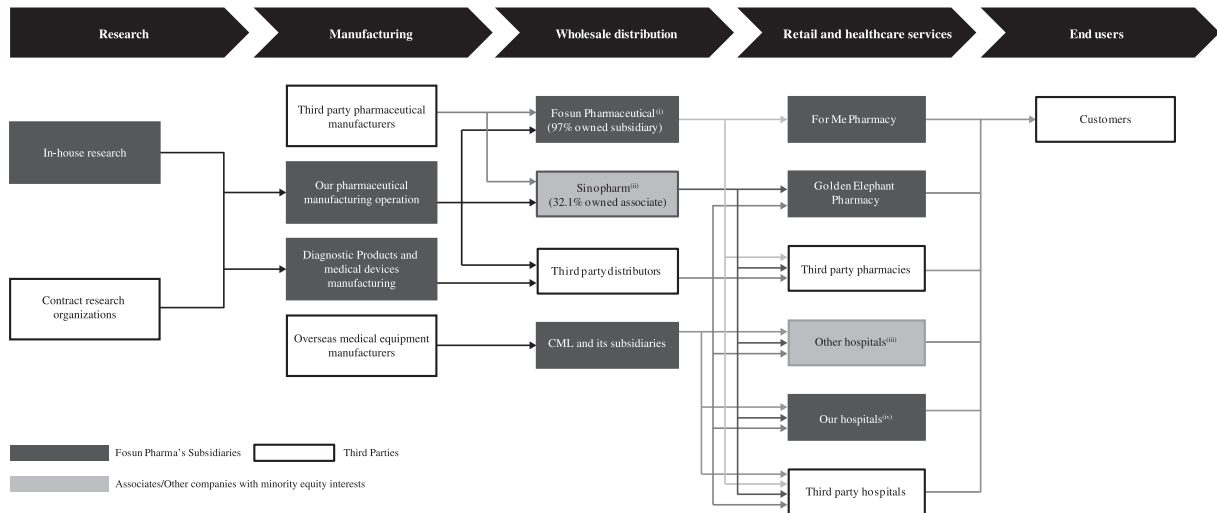 Research
Manufacturing
Wholesale distribution
Retail and healthcare services
End users
In-house research
Contract research
organizations
Third party pharmaceutical
manufacturers
Our pharmaceutical
manufacturing operation
Diagnostic Products and
medical devices
manufacturing
Overseas medical equipment
manufacturers
Fosun Pharmaceutical(i)
(97% owned subsidiary)
Sinopharm(ii)
(32.1% owned associate)
Third party distributors
CML and its subsidiaries
For Me Pharmacy
Golden Elephant
Pharmacy
Third party pharmacies
Other hospitals(iii)
Our hospitals(iv)
Third party hospitals
Customers
Fosun Pharma's Subsidiaries
Third Parties
Associates/Other companies with minority equity interests